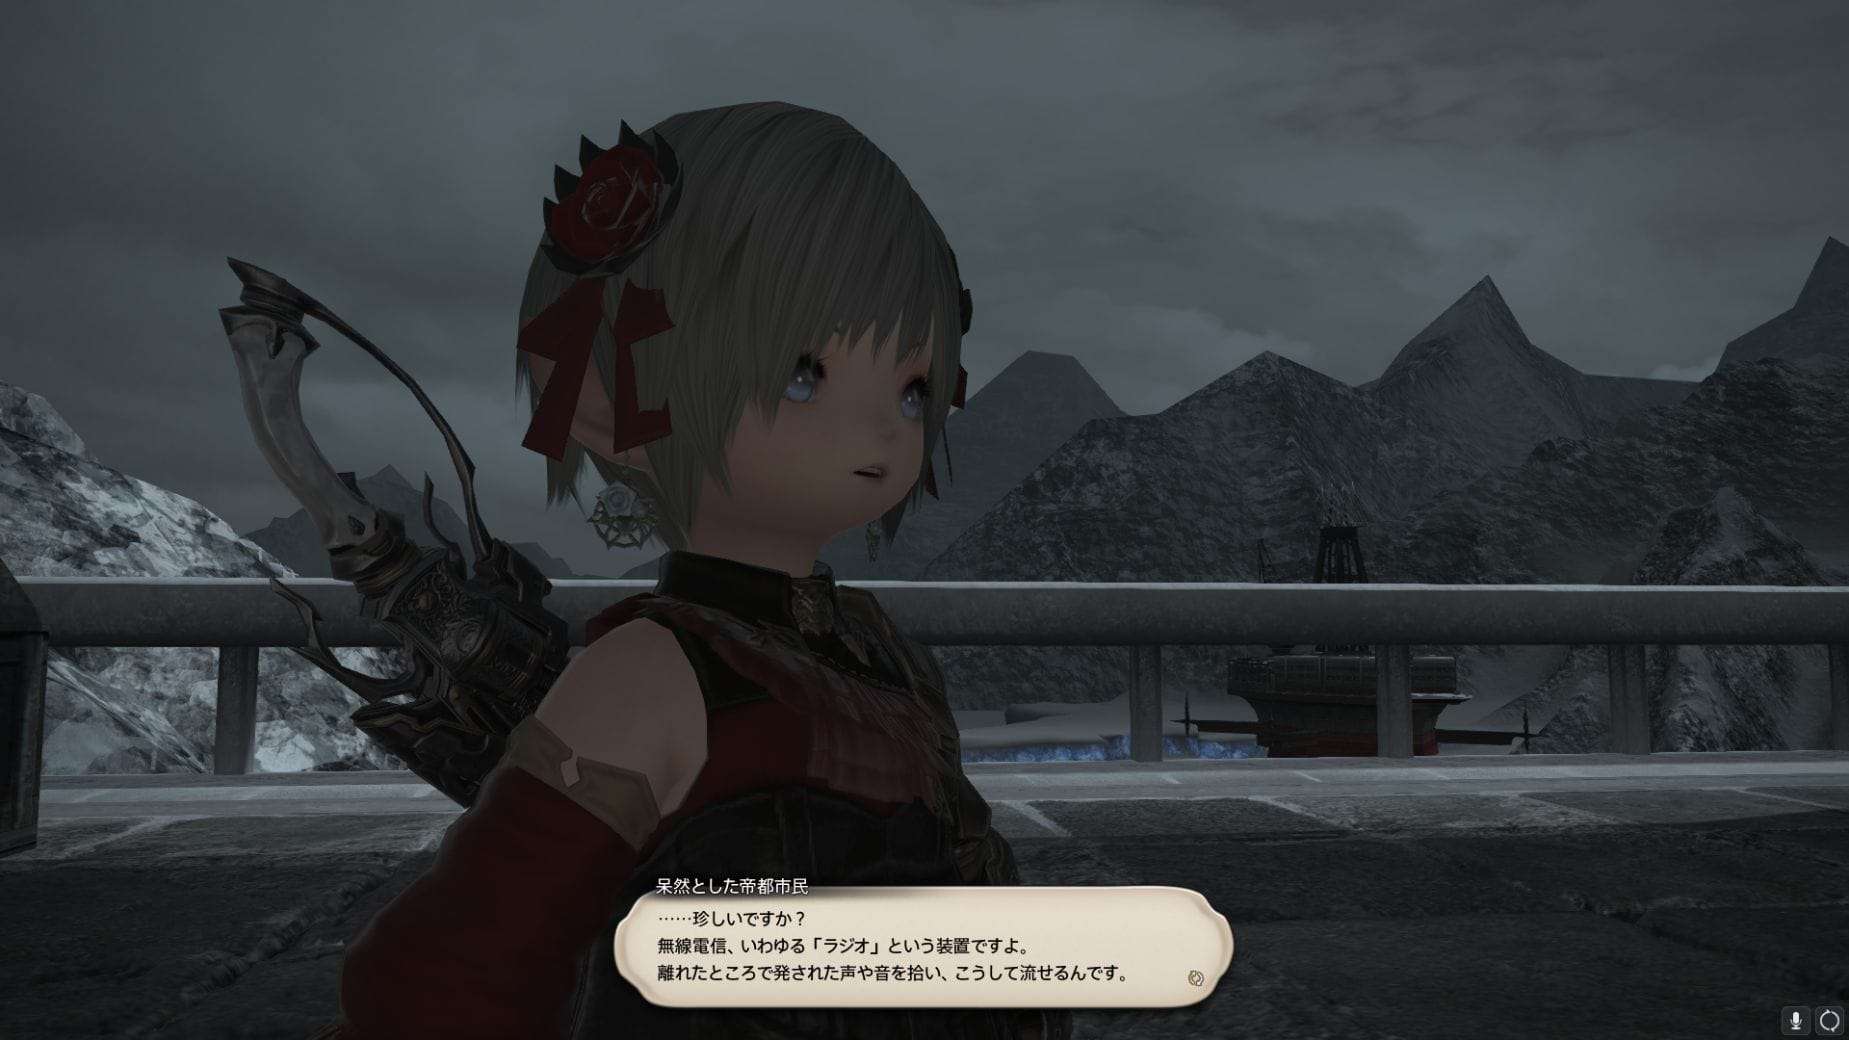 呆然とした帝都市民
……珍しいですか？
無線電信、いわゆる「ラジオ」という装置ですよ。
離れたところで発された声や音を拾い、こうして流せるんです。